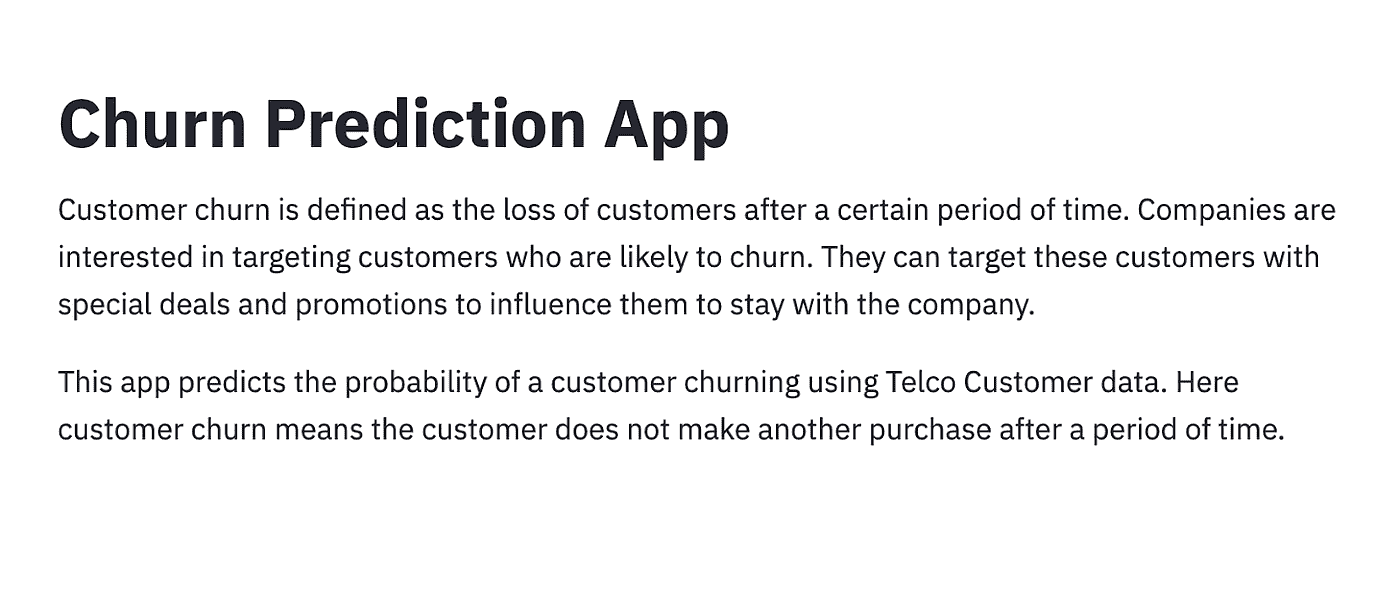 Churn Prediction App
Customer churn is defined as the loss of customers after a certain period of time. Companies are
interested in targeting customers who are likely to churn. They can target these customers with
special deals and promotions to influence them to stay with the company.
This app predicts the probability of a customer churning using Telco Customer data. Here
customer churn means the customer does not make another purchase after a period of time.